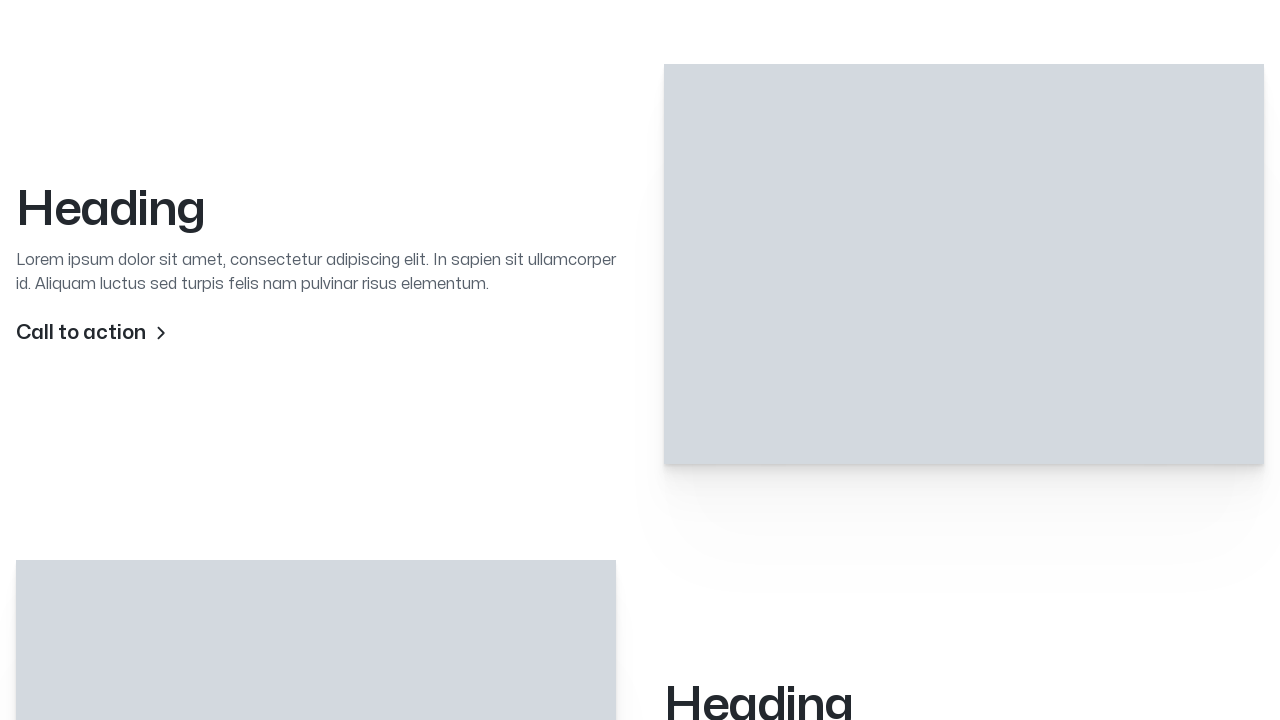 Heading
Lorem ipsum dolor sit amet, consectetur adipiscing elit. In sapien sit ullamcorper
id. Aliquam luctus sed turpis felis nam pulvinar risus elementum.
Call to action
Heading